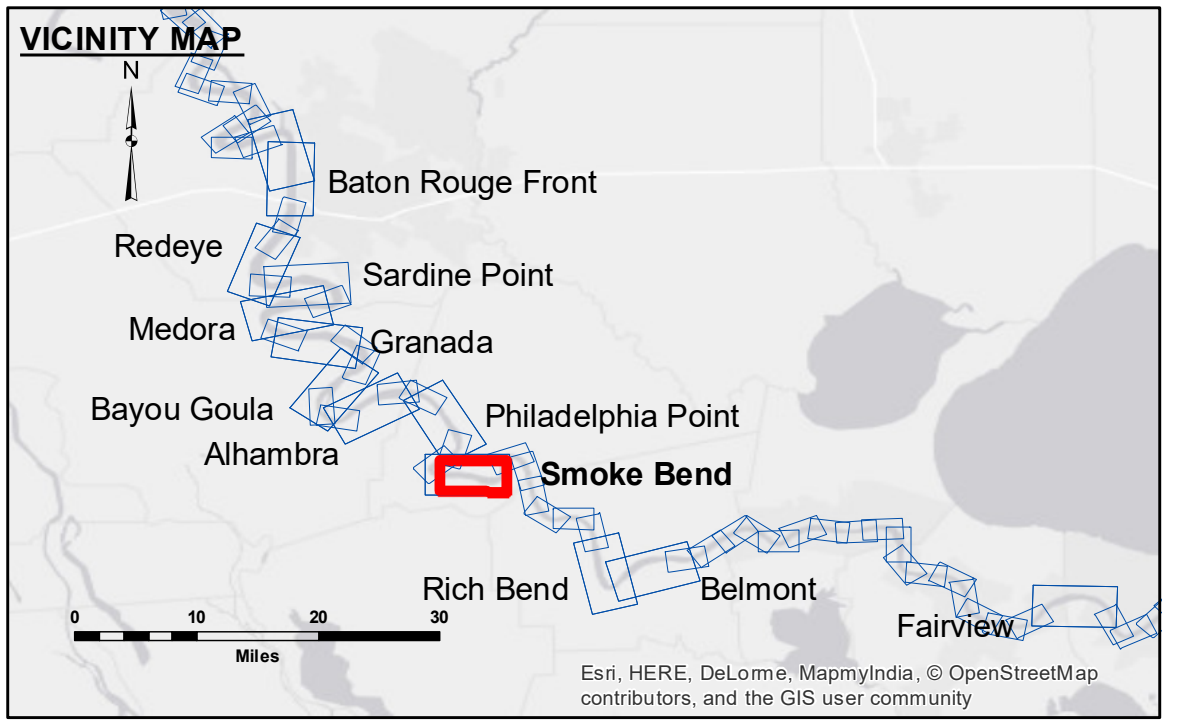 VICINITY MAP
N
Baton Rouge Front
Redeye
Sardine Point
Medora
Granada
Bayou Goula
Philadelphia Point
Alhambra
Smoke Bend
Rich Bend
Belmont
Fairview
0 10 20 30
Miles
Esri, HERE, DeLorme, MapmyIndia, © OpenStreetMap
contributors, and the GIS user community